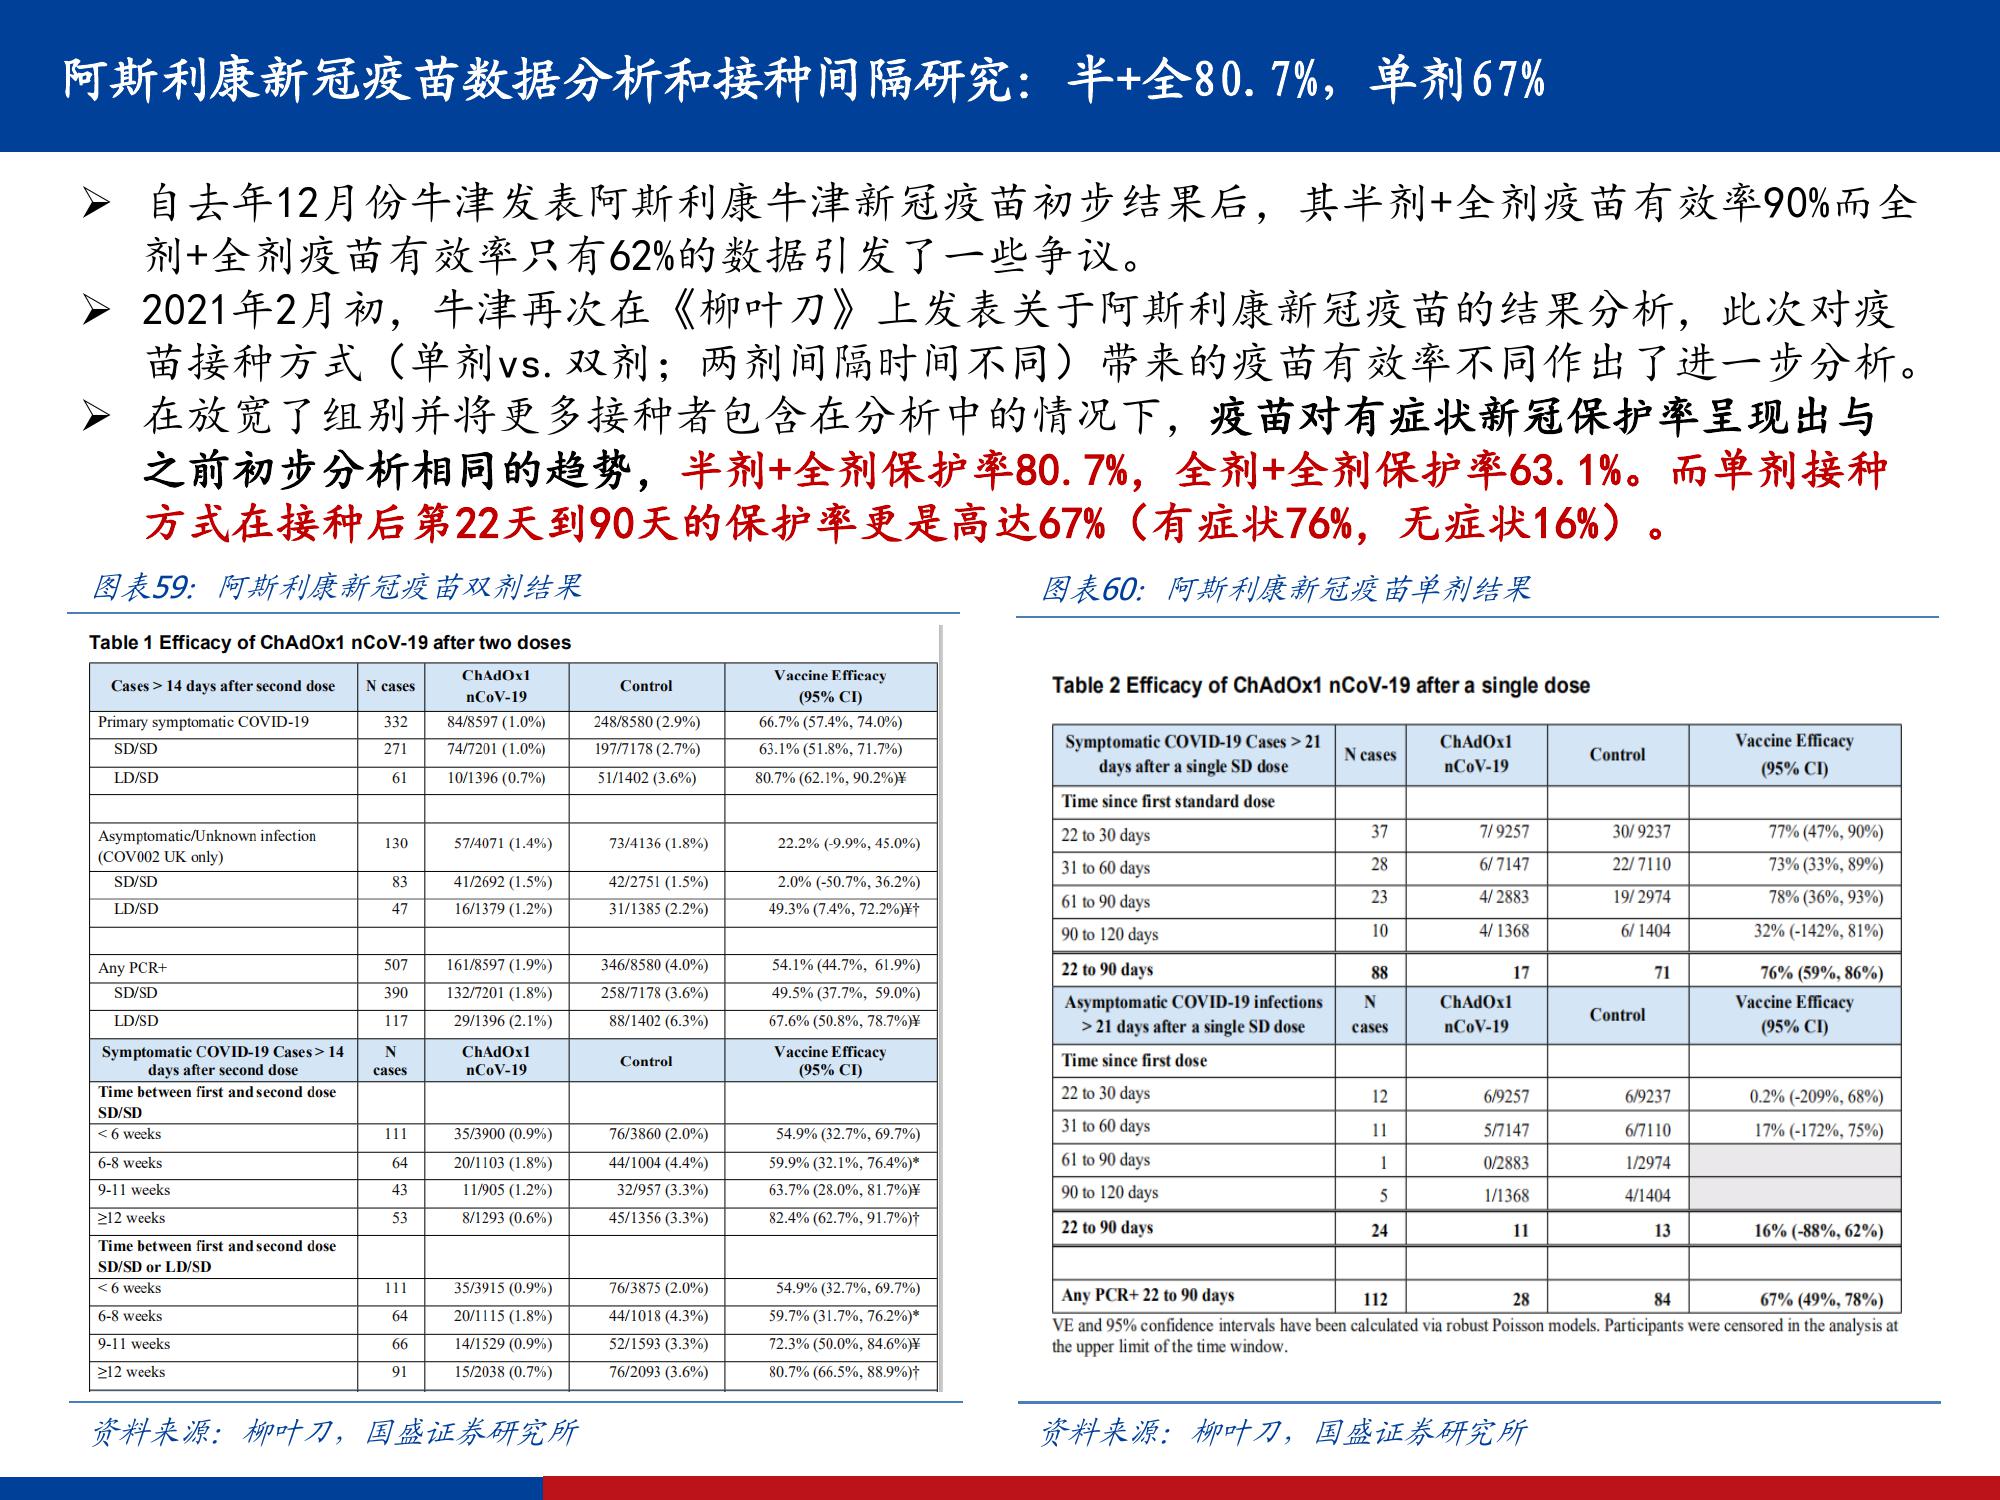 阿斯利康新冠疫苗数据分析和接种间隔研究：半+全80.7%，单剂67%
➢ 自去年12月份牛津发表阿斯利康牛津新冠疫苗初步结果后，其半剂+全剂疫苗有效率90%而全
剂+全剂疫苗有效率只有62%的数据引发了一些争议。
➢ 2021年2月初，牛津再次在《柳叶刀》上发表关于阿斯利康新冠疫苗的结果分析，此次对疫
苗接种方式（单剂vs.双剂；两剂间隔时间不同）带来的疫苗有效率不同作出了进一步分析。
➢ 在放宽了组别并将更多接种者包含在分析中的情况下，疫苗对有症状新冠保护率呈现出与
之前初步分析相同的趋势，半剂+全剂保护率80.7%，全剂+全剂保护率63.1%。而单剂接种
方式在接种后第22天到90天的保护率更是高达67%（有症状76%，无症状16%）。
图表59：阿斯利康新冠疫苗双剂结果
Table 1 Efficacy of ChAdOx1 nCoV-19 after two doses
Cases > 14 days after second dose N cases ChAdOx1 nCoV-19 Control Vaccine Efficacy (95% CI)
Primary symptomatic COVID-19 332 84/8597 (1.0%) 248/8580 (2.9%) 66.7% (57.4%, 74.0%)
SD/SD 271 74/7201 (1.0%) 197/7178 (2.7%) 63.1% (51.8%, 71.7%)
LD/SD 61 10/1396 (0.7%) 51/1402 (3.6%) 80.7% (62.1%, 90.2%)¥
Asymptomatic/Unknown infection (COV002 UK only) 130 57/4071 (1.4%) 73/4136 (1.8%) 22.2% (-9.9%, 45.0%)
SD/SD 83 41/2692 (1.5%) 42/2751 (1.5%) 2.0% (-50.7%, 36.2%)
LD/SD 47 16/1379 (1.2%) 31/1385 (2.2%) 49.3% (7.4%, 72.2%)¥†
Any PCR+ 507 161/8597 (1.9%) 346/8580 (4.0%) 54.1% (44.7%, 61.9%)
SD/SD 390 132/7201 (1.8%) 258/7178 (3.6%) 49.5% (37.7%, 59.0%)
LD/SD 117 29/1396 (2.1%) 88/1402 (6.3%) 67.6% (50.8%, 78.7%)¥
Symptomatic COVID-19 Cases > 14 days after second dose N cases ChAdOx1 nCoV-19 Control Vaccine Efficacy (95% CI)
Time between first and second dose SD/SD
< 6 weeks 111 35/3900 (0.9%) 76/3860 (2.0%) 54.9% (32.7%, 69.7%)
6-8 weeks 64 20/1103 (1.8%) 44/1004 (4.4%) 59.9% (32.1%, 76.4%)*
9-11 weeks 43 11/905 (1.2%) 32/957 (3.3%) 63.7% (28.0%, 81.7%)¥
≥12 weeks 53 8/1293 (0.6%) 45/1356 (3.3%) 82.4% (62.7%, 91.7%)†
Time between first and second dose SD/SD or LD/SD
< 6 weeks 111 35/3915 (0.9%) 76/3875 (2.0%) 54.9% (32.7%, 69.7%)
6-8 weeks 64 20/1115 (1.8%) 44/1018 (4.3%) 59.7% (31.7%, 76.2%)*
9-11 weeks 66 14/1529 (0.9%) 52/1593 (3.3%) 72.3% (50.0%, 84.6%)¥
≥12 weeks 91 15/2038 (0.7%) 76/2093 (3.6%) 80.7% (66.5%, 88.9%)†
资料来源：柳叶刀，国盛证券研究所
图表60：阿斯利康新冠疫苗单剂结果
Table 2 Efficacy of ChAdOx1 nCoV-19 after a single dose
Symptomatic COVID-19 Cases > 21 days after a single SD dose N cases ChAdOx1 nCoV-19 Control Vaccine Efficacy (95% CI)
Time since first standard dose
22 to 30 days 37 7/ 9257 30/ 9237 77% (47%, 90%)
31 to 60 days 28 6/ 7147 22/ 7110 73% (33%, 89%)
61 to 90 days 23 4/ 2883 19/ 2974 78% (36%, 93%)
90 to 120 days 10 4/ 1368 6/ 1404 32% (-142%, 81%)
22 to 90 days 88 17 71 76% (59%, 86%)
Asymptomatic COVID-19 infections > 21 days after a single SD dose N cases ChAdOx1 nCoV-19 Control Vaccine Efficacy (95% CI)
Time since first dose
22 to 30 days 12 6/9257 6/9237 0.2% (-209%, 68%)
31 to 60 days 11 5/7147 6/7110 17% (-172%, 75%)
61 to 90 days 1 0/2883 1/2974
90 to 120 days 5 1/1368 4/1404
22 to 90 days 24 11 13 16% (-88%, 62%)
Any PCR+ 22 to 90 days 112 28 84 67% (49%, 78%)
VE and 95% confidence intervals have been calculated via robust Poisson models. Participants were censored in the analysis at
the upper limit of the time window.
资料来源：柳叶刀，国盛证券研究所